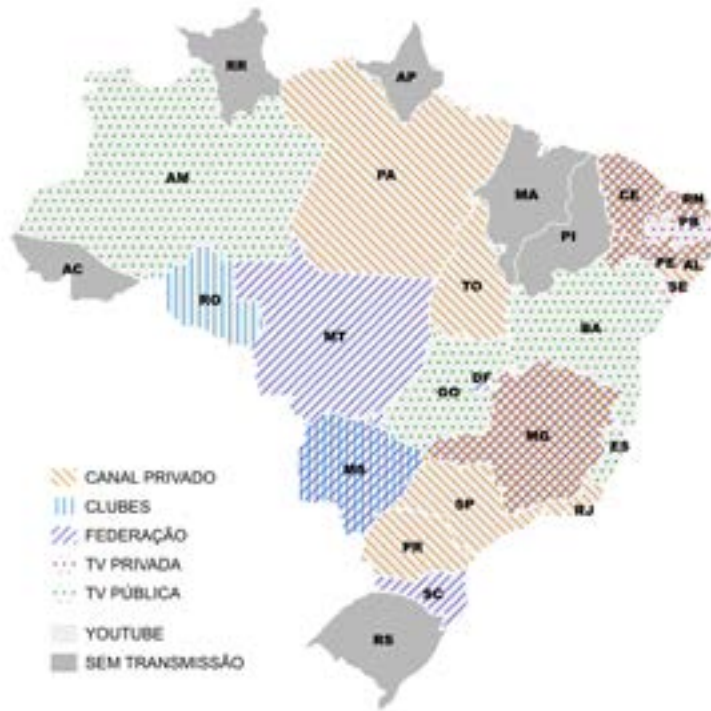 RR
AP
AM
PA
MA
CE
RN
PB
PI
PE
AL
AC
TO
SE
RO
BA
MT
DF
GO
MG
ES
MS
SP
RJ
PR
SC
RS
CANAL PRIVADO
CLUBES
FEDERAÇÃO
TV PRIVADA
TV PÚBLICA
YOUTUBE
SEM TRANSMISSÃO